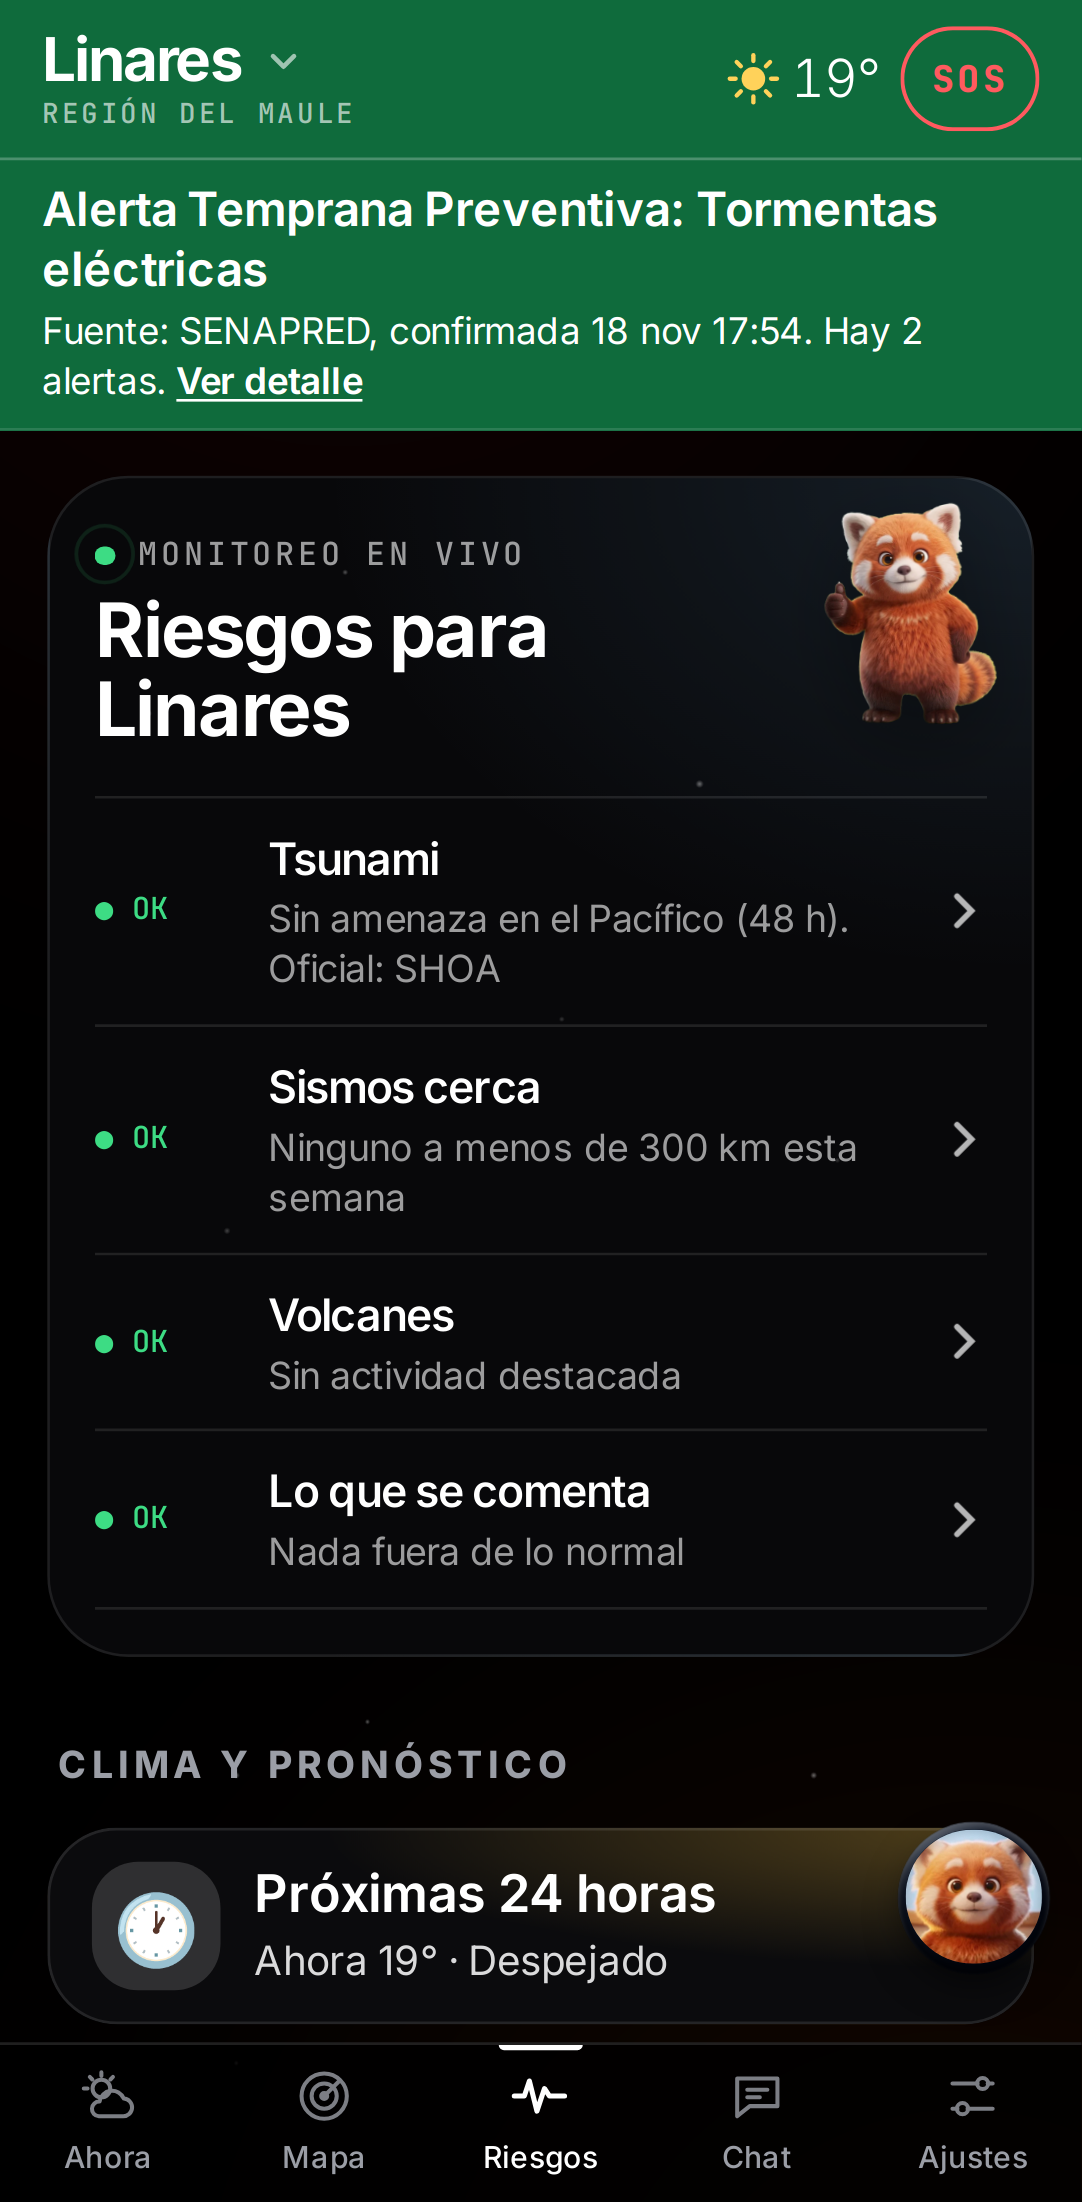 Linares
19°
SOS
REGIÓN DEL MAULE
Alerta Temprana Preventiva: Tormentas
eléctricas
Fuente: SENAPRED, confirmada 18 nov 17:54. Hay 2
alertas. Ver detalle
MONITOREO EN VIVO
Riesgos para
Linares
OK
Tsunami
Sin amenaza en el Pacífico (48 h).
Oficial: SHOA
OK
Sismos cerca
Ninguno a menos de 300 km esta
semana
OK
Volcanes
Sin actividad destacada
OK
Lo que se comenta
Nada fuera de lo normal
CLIMA Y PRONÓSTICO
Próximas 24 horas
Ahora 19° · Despejado
Ahora
Mapa
Riesgos
Chat
Ajustes